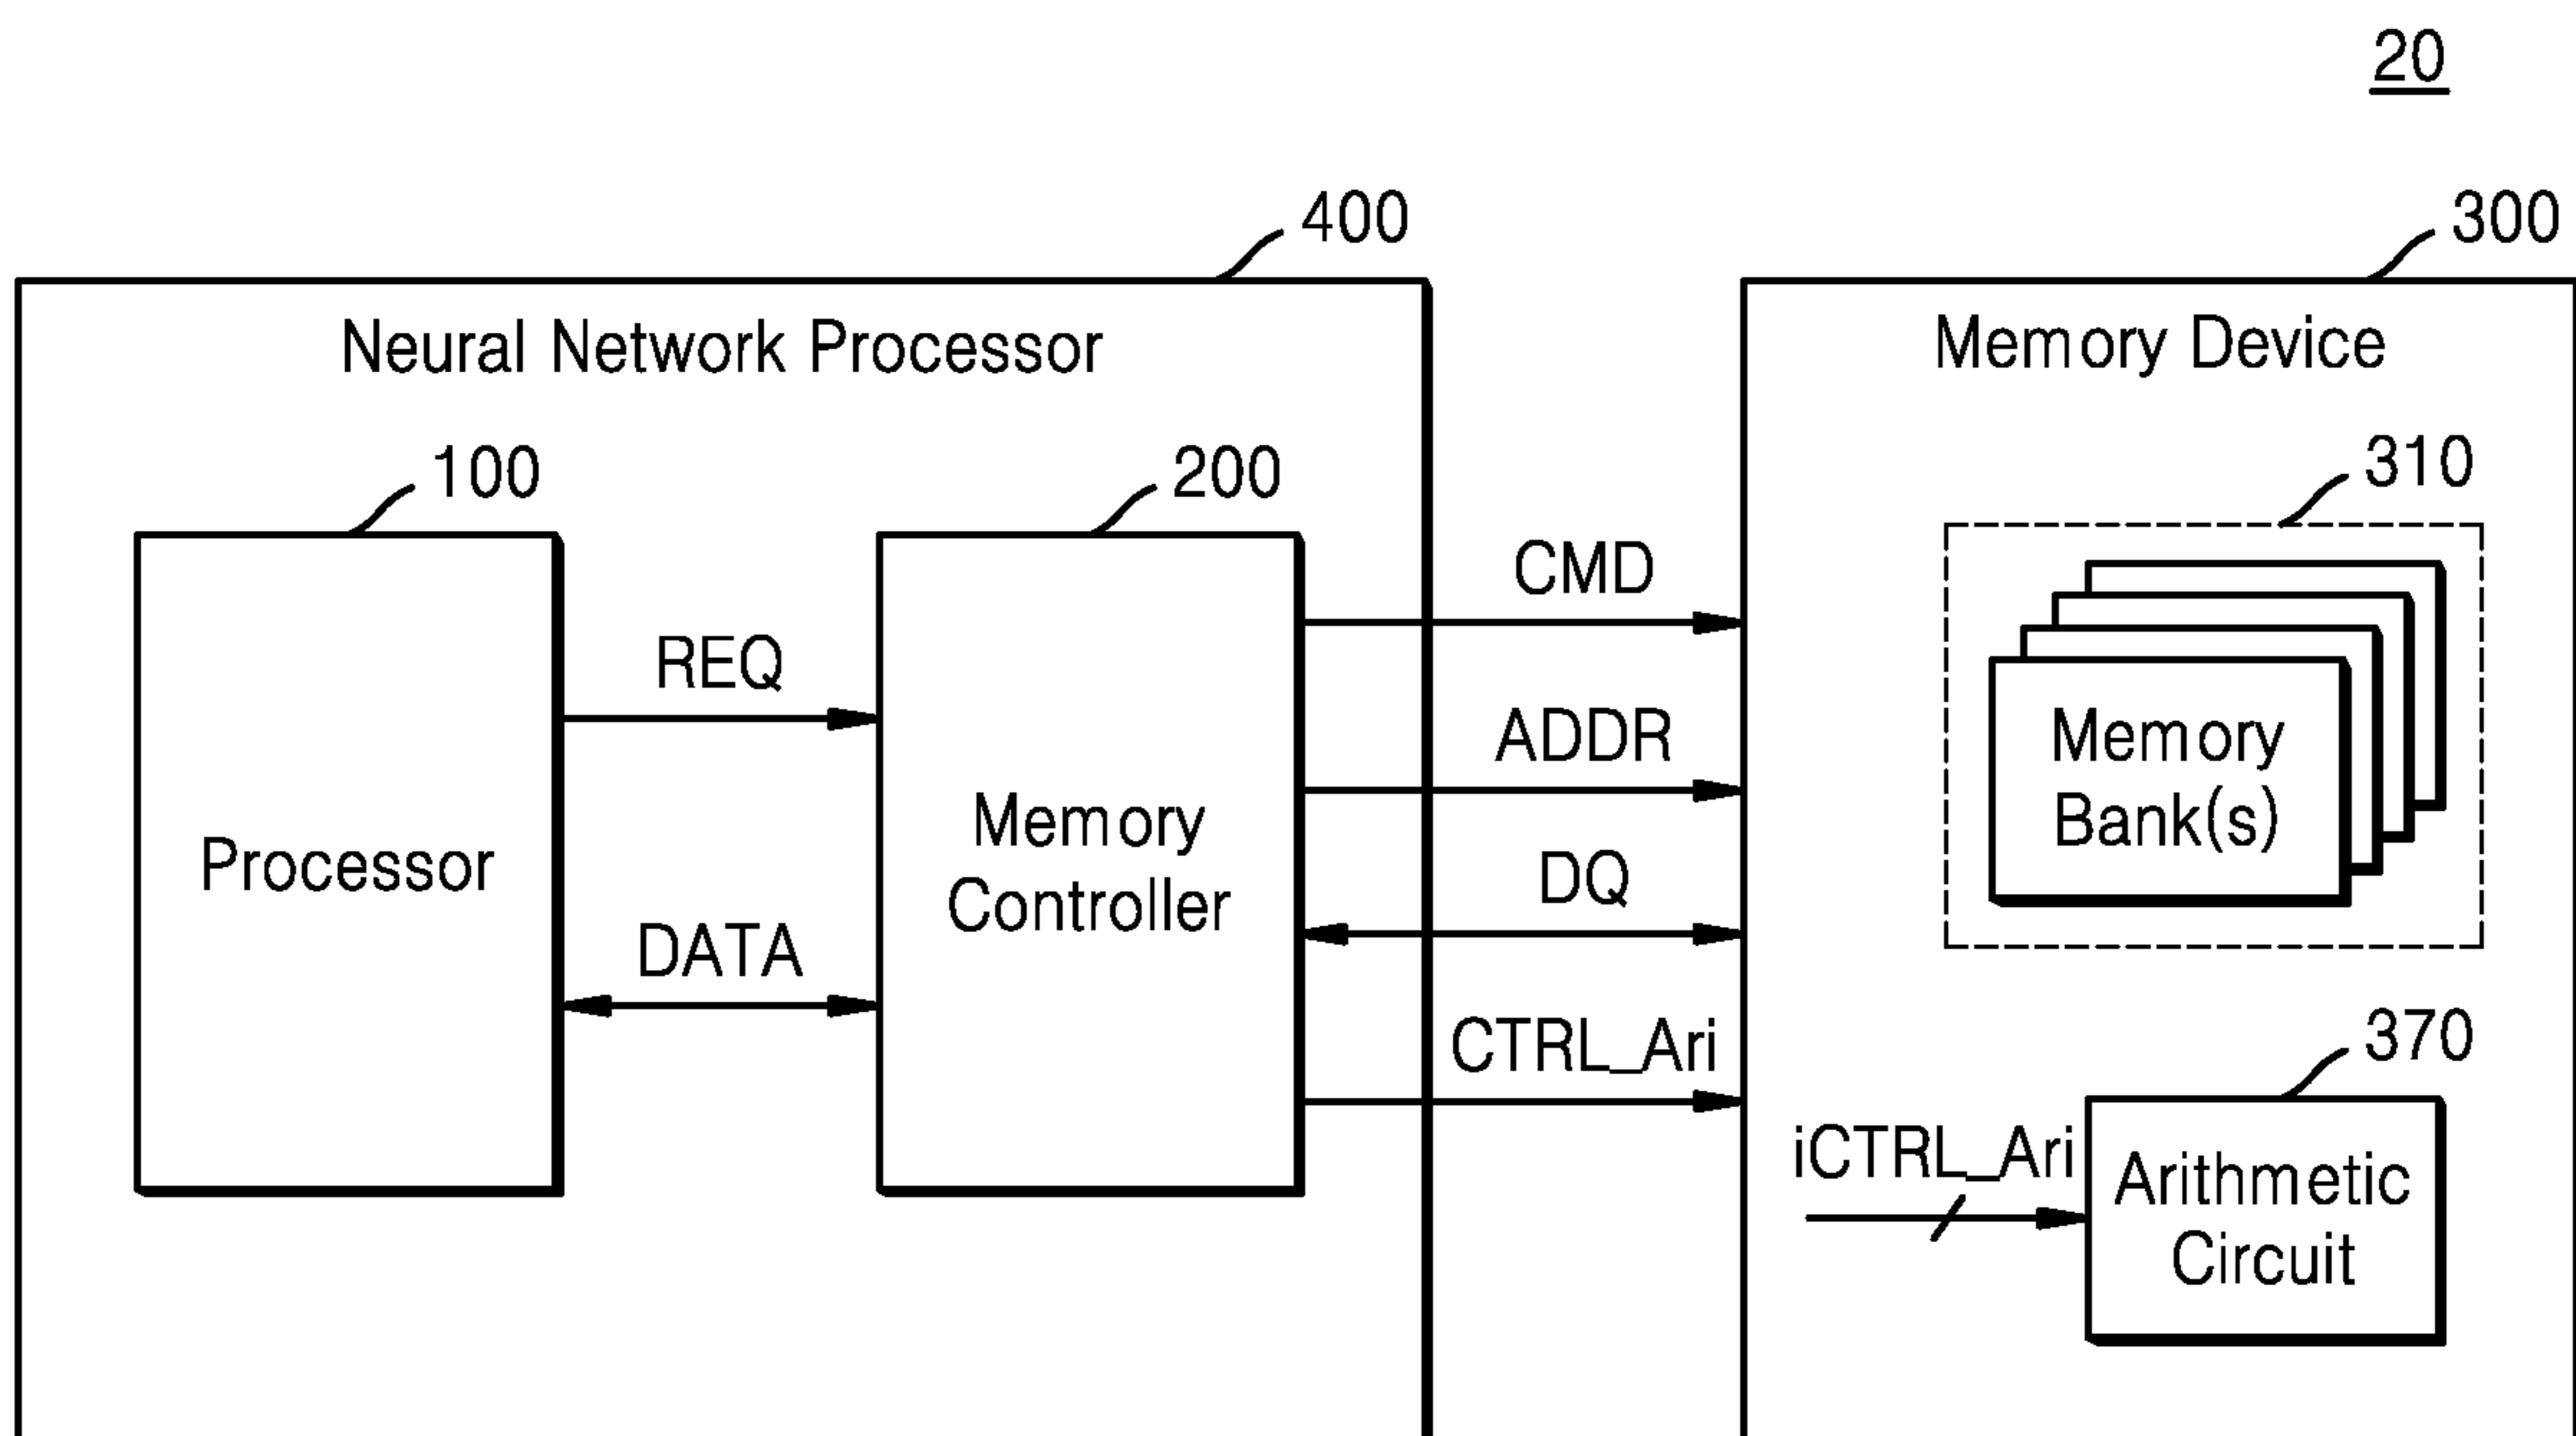 20
400
300
Neural Network Processor
Memory Device
100
200
310
CMD
REQ
ADDR
Memory
Bank(s)
Memory
Controller
Processor
DQ
DATA
CTRL_Ari
370
iCTRL_Ari
Arithmetic
Circuit